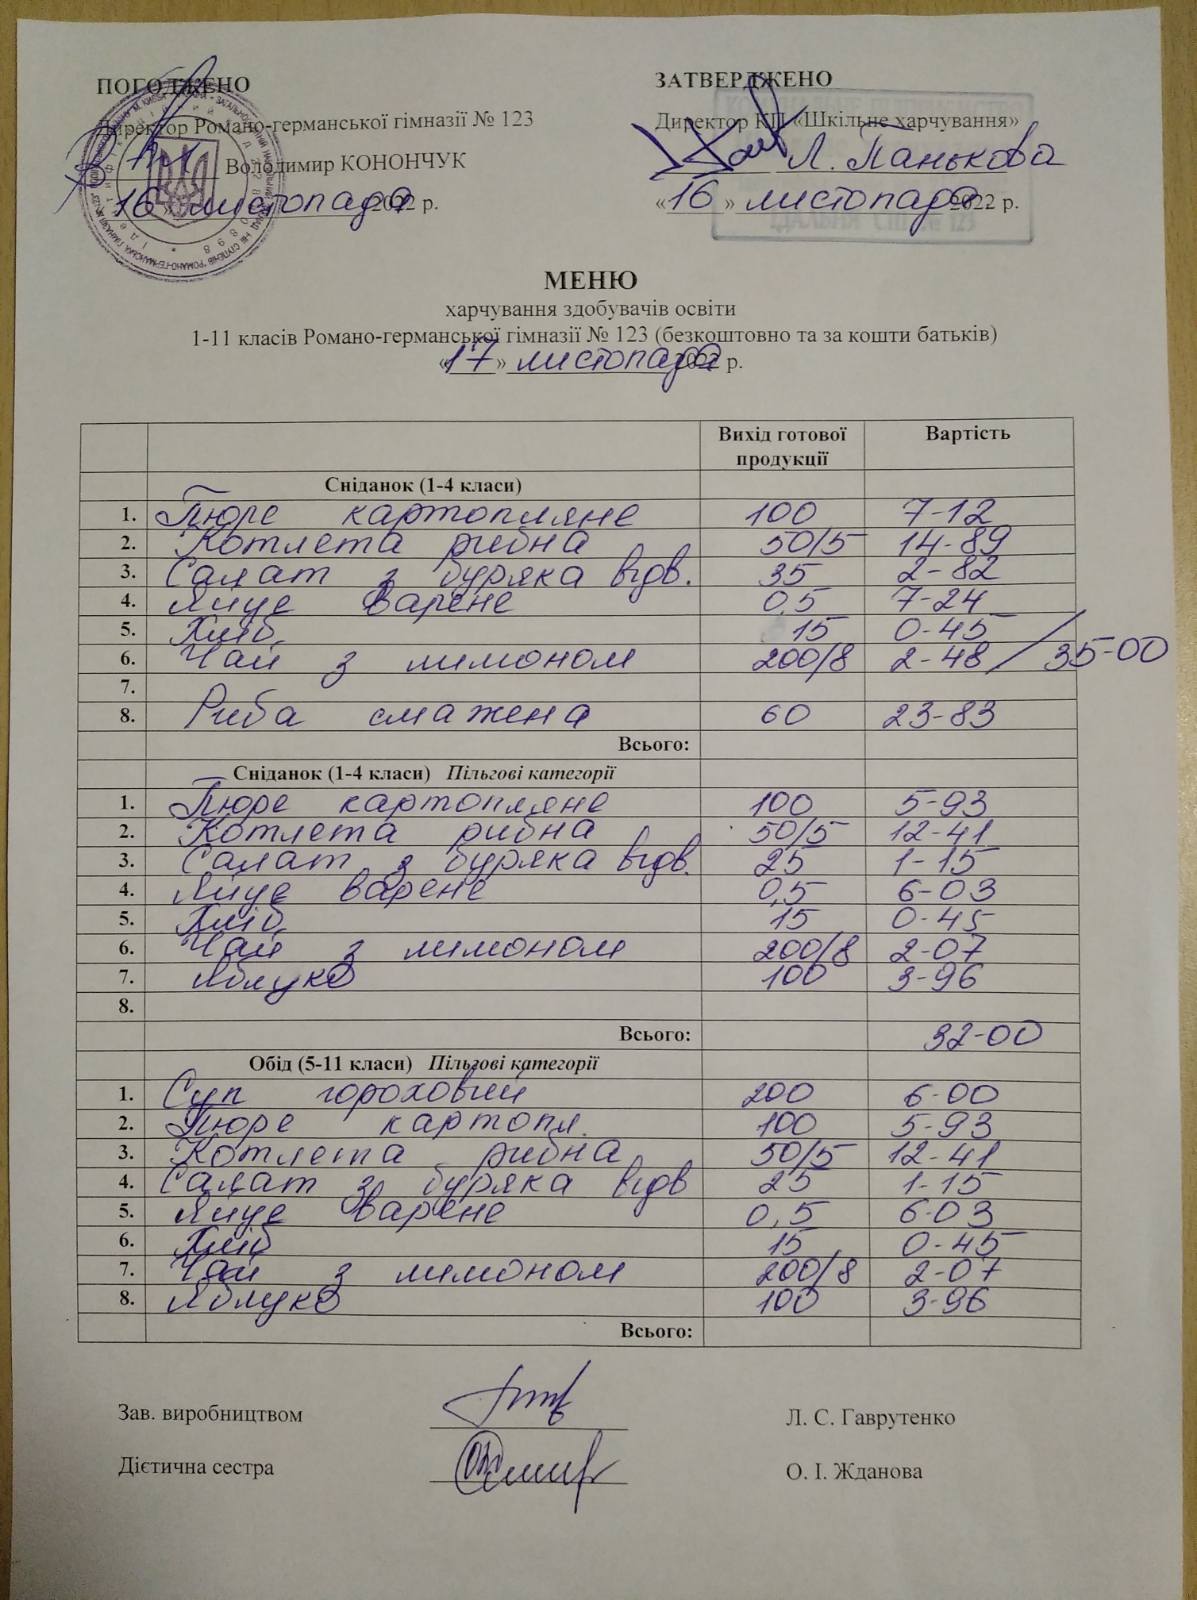 ПОГОДЖЕНО
Директор Романо-германської гімназії № 123
Володимир КОНОНЧУК
16 » листопада 2022 р.
ЗАТВЕРДЖЕНО
Директор КП «Шкільне харчування»
Л. Панькова
«16» листопада 2022 р.
ЇДАЛЬНЯ СШ № 123
МЕНЮ
харчування здобувачів освіти
1-11 класів Романо-германської гімназії № 123 (безкоштовно та за кошти батьків)
«17» листопада 2022 р.
Вихід готової продукції Вартість
Сніданок (1-4 класи)
1. Пюре картопляне 100 7-12
2. Котлета рибна 50/5 14-89
3. Салат з буряка відв. 35 2-82
4. Яйце варене 0,5 7-24
5. Хліб 15 0-45
6. Чай з лимоном 200/8 2-48 / 35-00
7.
8. Риба смажена 60 23-83
Всього:
Сніданок (1-4 класи) Пільгові категорії
1. Пюре картопляне 100 5-93
2. Котлета рибна 50/5 12-41
3. Салат з буряка відв. 25 1-15
4. Яйце варене 0,5 6-03
5. Хліб 15 0-45
6. Чай з лимоном 200/8 2-07
7. Яблуко 100 3-96
8.
Всього: 32-00
Обід (5-11 класи) Пільгові категорії
1. Суп гороховий 200 6-00
2. Пюре картопл. 100 5-93
3. Котлета рибна 50/5 12-41
4. Салат з буряка відв 25 1-15
5. Яйце варене 0,5 6-03
6. Хліб 15 0-45
7. Чай з лимоном 200/8 2-07
8. Яблуко 100 3-96
Всього:
Зав. виробництвом Л. С. Гаврутенко
Дієтична сестра О. І. Жданова